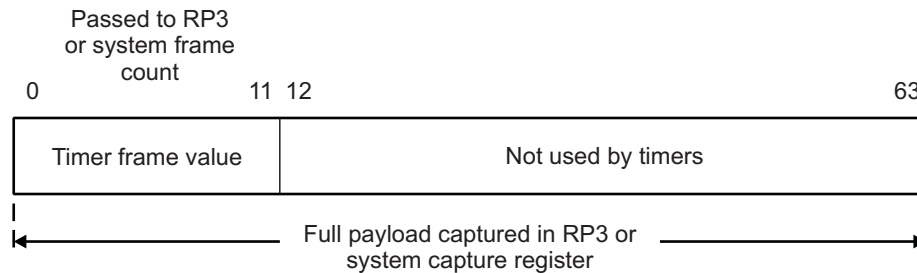 Passed to RP3
or system frame
count
0 11 12 63
Timer frame value Not used by timers
Full payload captured in RP3 or
system capture register